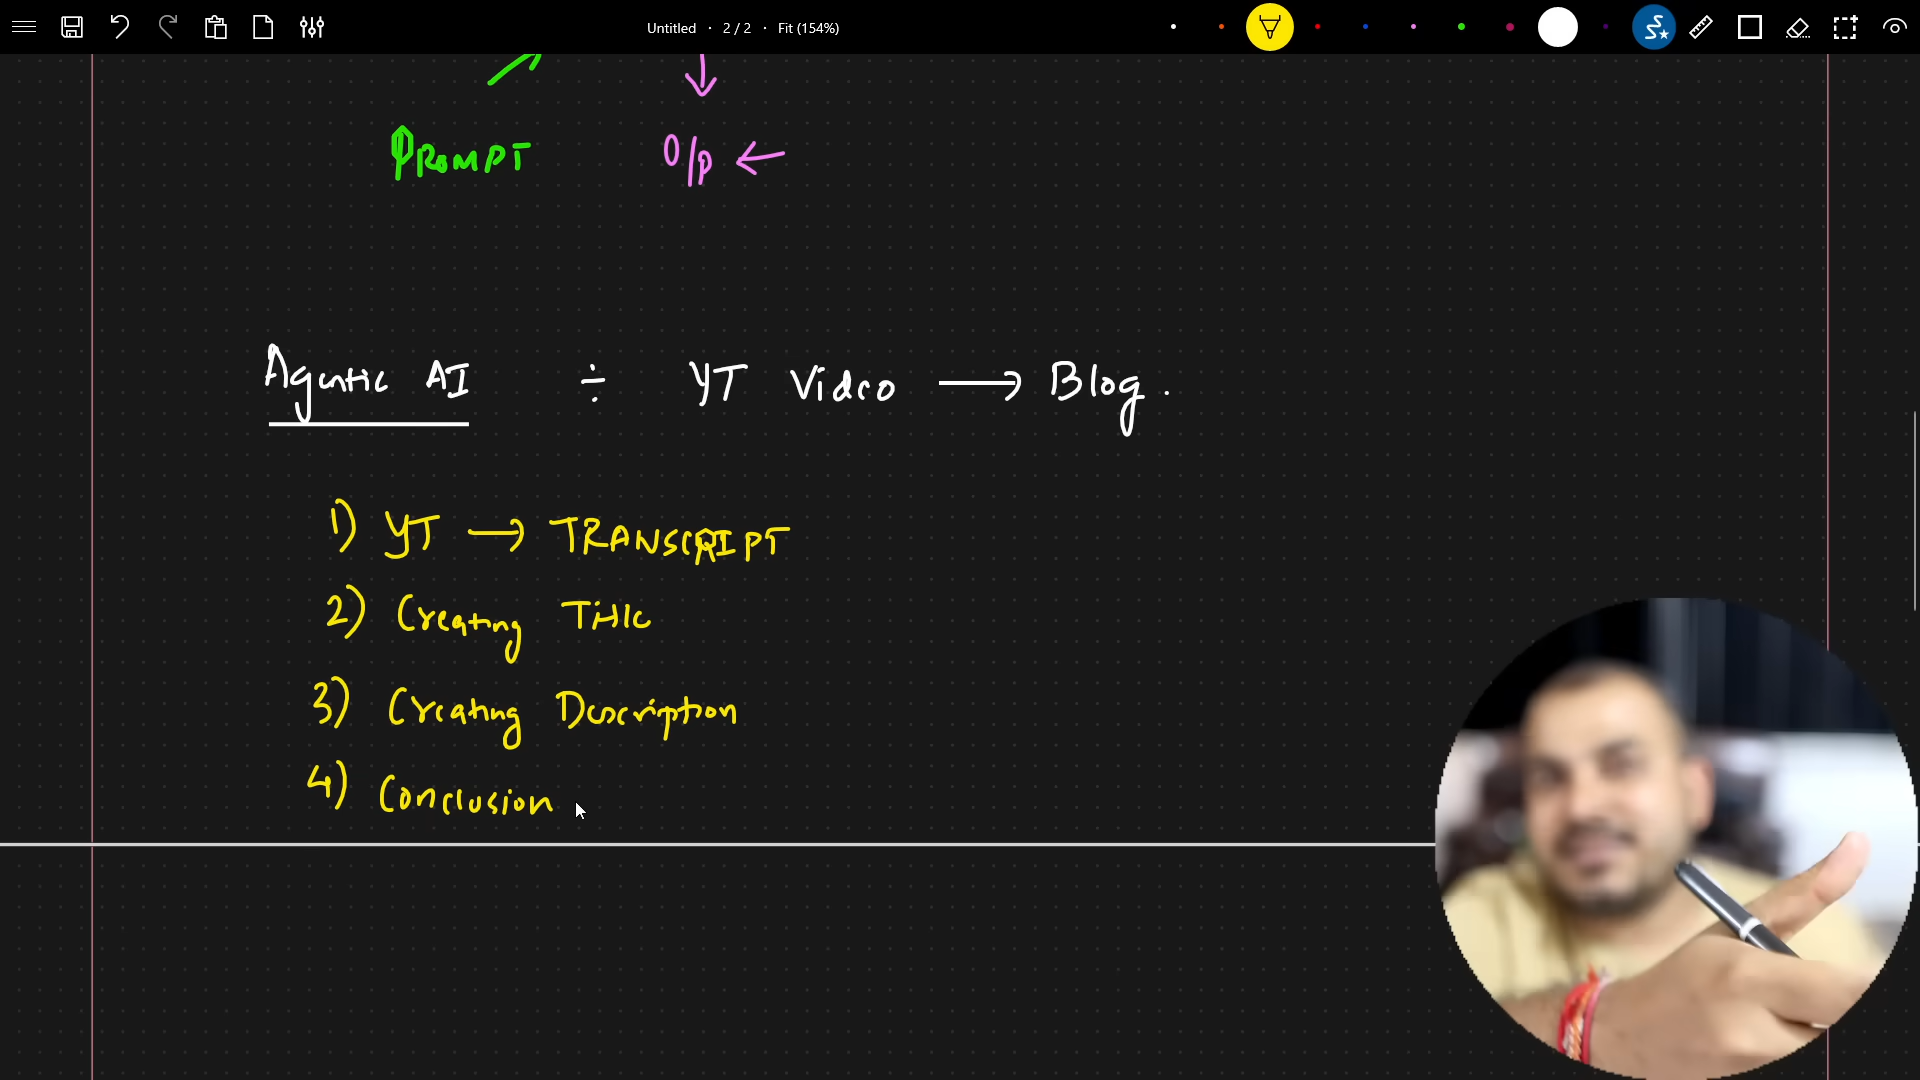 Untitled · 2 / 2 · Fit (154%)
PROMPT O/p ←
Agentic AI ÷ YT Video → Blog.
1) YT → TRANSCRIPT
2) Creating Title
3) Creating Description
4) Conclusion